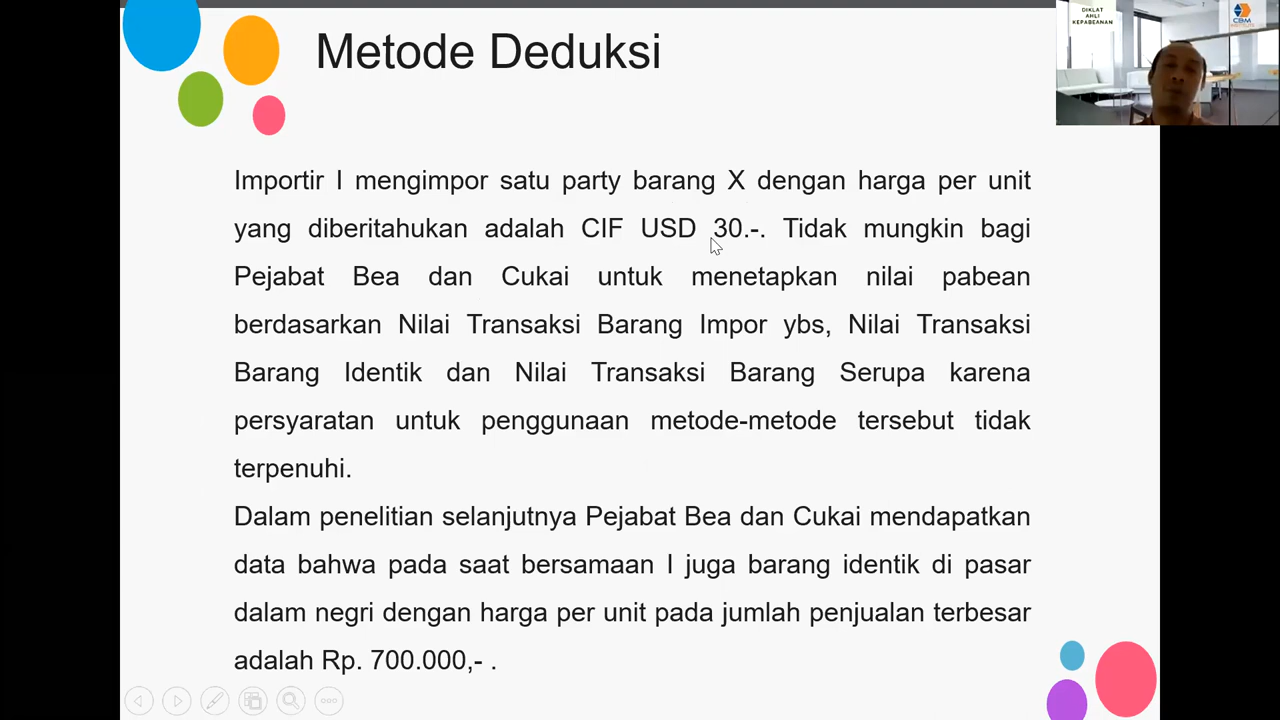 Metode Deduksi
DIKLAT
AHLI
KEPABEANAN
CBM
Importir I mengimpor satu party barang X dengan harga per unit
yang diberitahukan adalah CIF USD 30.-. Tidak mungkin bagi
Pejabat Bea dan Cukai untuk menetapkan nilai pabean
berdasarkan Nilai Transaksi Barang Impor ybs, Nilai Transaksi
Barang Identik dan Nilai Transaksi Barang Serupa karena
persyaratan untuk penggunaan metode-metode tersebut tidak
terpenuhi.
Dalam penelitian selanjutnya Pejabat Bea dan Cukai mendapatkan
data bahwa pada saat bersamaan I juga barang identik di pasar
dalam negri dengan harga per unit pada jumlah penjualan terbesar
adalah Rp. 700.000,- .